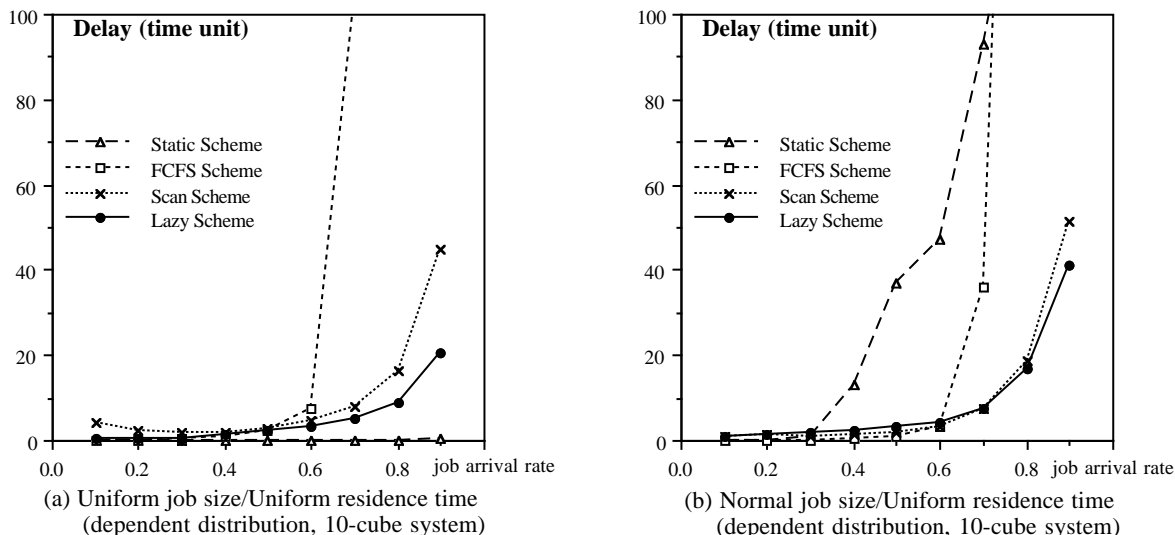 Delay (time unit)
100
80
60
40
20
0
Static Scheme
FCFS Scheme
Scan Scheme
Lazy Scheme
0.0 0.2 0.4 0.6 0.8 job arrival rate
(a) Uniform job size/Uniform residence time
(dependent distribution, 10-cube system)
Delay (time unit)
100
80
60
40
20
0
Static Scheme
FCFS Scheme
Scan Scheme
Lazy Scheme
0.0 0.2 0.4 0.6 0.8 job arrival rate
(b) Normal job size/Uniform residence time
(dependent distribution, 10-cube system)